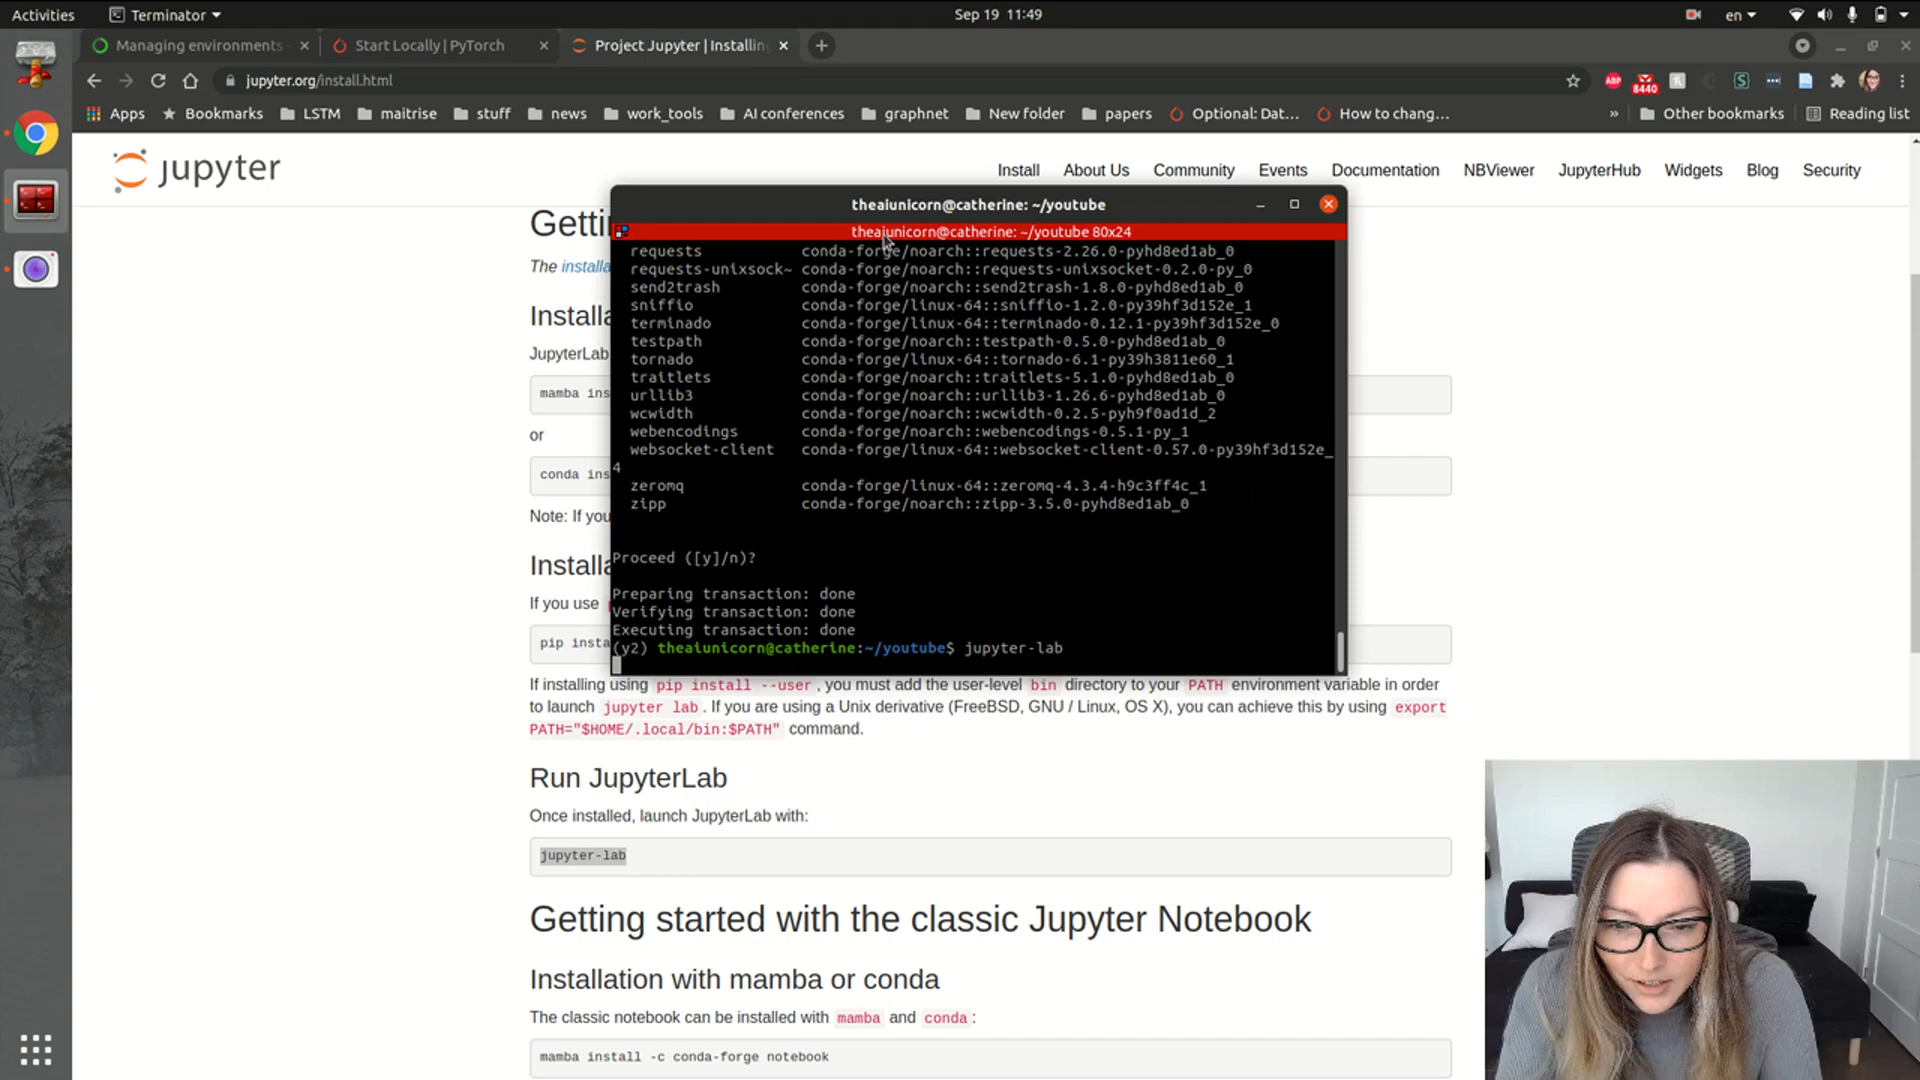 Activities
Terminator
Sep 19 11:49
en
Managing environments
Start Locally | PyTorch
Project Jupyter | Installing
jupyter.org/install.html
8440
Apps
Bookmarks
LSTM
maitrise
stuff
news
work_tools
AI conferences
graphnet
New folder
papers
Optional: Dat...
How to chang...
»
Other bookmarks
Reading list
jupyter
Install
About Us
Community
Events
Documentation
NBViewer
JupyterHub
Widgets
Blog
Security
Getti
The installa
Installa
JupyterLab
mamba ins
or
conda ins
Note: If you
Installa
If you use
pip insta
theaiunicorn@catherine: ~/youtube
theaiunicorn@catherine: ~/youtube 80x24
requests conda-forge/noarch::requests-2.26.0-pyhd8ed1ab_0
requests-unixsock~ conda-forge/noarch::requests-unixsocket-0.2.0-py_0
send2trash conda-forge/noarch::send2trash-1.8.0-pyhd8ed1ab_0
sniffio conda-forge/linux-64::sniffio-1.2.0-py39hf3d152e_1
terminado conda-forge/linux-64::terminado-0.12.1-py39hf3d152e_0
testpath conda-forge/noarch::testpath-0.5.0-pyhd8ed1ab_0
tornado conda-forge/linux-64::tornado-6.1-py39h3811e60_1
traitlets conda-forge/noarch::traitlets-5.1.0-pyhd8ed1ab_0
urllib3 conda-forge/noarch::urllib3-1.26.6-pyhd8ed1ab_0
wcwidth conda-forge/noarch::wcwidth-0.2.5-pyh9f0ad1d_2
webencodings conda-forge/noarch::webencodings-0.5.1-py_1
websocket-client conda-forge/linux-64::websocket-client-0.57.0-py39hf3d152e_
4
zeromq conda-forge/linux-64::zeromq-4.3.4-h9c3ff4c_1
zipp conda-forge/noarch::zipp-3.5.0-pyhd8ed1ab_0
Proceed ([y]/n)?
Preparing transaction: done
Verifying transaction: done
Executing transaction: done
(y2) theaiunicorn@catherine:~/youtube$ jupyter-lab
If installing using pip install --user, you must add the user-level bin directory to your PATH environment variable in order
to launch jupyter lab. If you are using a Unix derivative (FreeBSD, GNU / Linux, OS X), you can achieve this by using export
PATH="$HOME/.local/bin:$PATH" command.
Run JupyterLab
Once installed, launch JupyterLab with:
jupyter-lab
Getting started with the classic Jupyter Notebook
Installation with mamba or conda
The classic notebook can be installed with mamba and conda :
mamba install -c conda-forge notebook